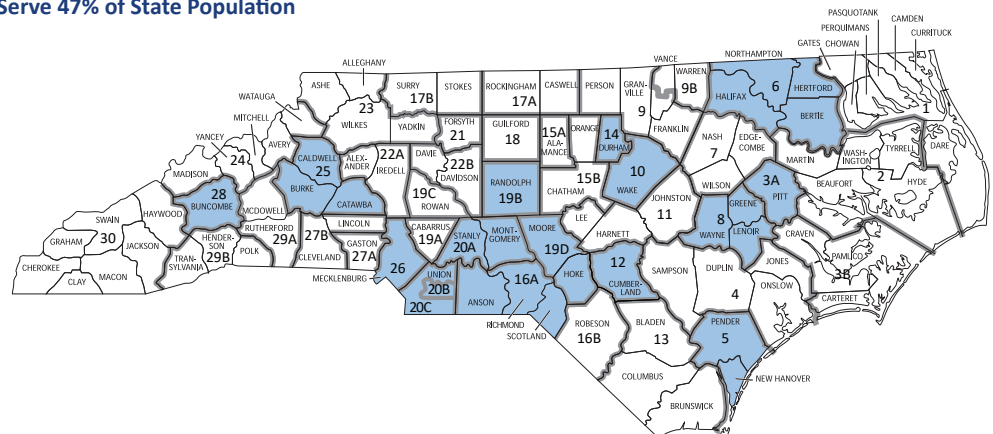 Serve 47% of State Population
PASQUOTANK
CAMDEN
PERQUIMANS
CURRITUCK
GATES
CHOWAN
NORTHAMPTON
VANCE
ALLEGHANY
ASHE
SURRY
17B
STOKES
ROCKINGHAM
17A
CASWELL
PERSON
GRAN-
VILLE
9
WARREN
9B
HALIFAX
6
HERTFORD
BERTIE
1
WATAUGA
23
WILKES
YADKIN
FORSYTH
21
GUILFORD
18
15A
ALA-
MANCE
ORANGE
14
DURHAM
FRANKLIN
NASH
7
EDGE-
COMBE
MARTIN
WASH-
INGTON
TYRRELL
DARE
MITCHELL
YANCEY
24
AVERY
MADISON
CALDWELL
25
ALEX-
ANDER
22A
IREDELL
DAVIE
22B
DAVIDSON
RANDOLPH
19B
CHATHAM
15B
10
WAKE
WILSON
3A
PITT
BEAUFORT
2
HYDE
28
BUNCOMBE
BURKE
CATAWBA
19C
ROWAN
JOHNSTON
11
GREENE
8
WAYNE
LENOIR
CRAVEN
HAYWOOD
MCDOWELL
RUTHERFORD
29A
LINCOLN
27B
CLEVELAND
GASTON
27A
CABARRUS
19A
STANLY
20A
MONT-
GOMERY
MOORE
19D
LEE
HARNETT
SWAIN
30
GRAHAM
JACKSON
HENDER-
SON
29B
TRAN-
SYLVANIA
POLK
CHEROKEE
CLAY
MACON
MECKLENBURG
26
UNION
20B
20C
ANSON
16A
RICHMOND
SCOTLAND
HOKE
12
CUMBER-
LAND
SAMPSON
DUPLIN
4
JONES
ONSLOW
PAMLICO
3B
CARTERET
ROBESON
16B
BLADEN
13
PENDER
5
NEW HANOVER
COLUMBUS
BRUNSWICK